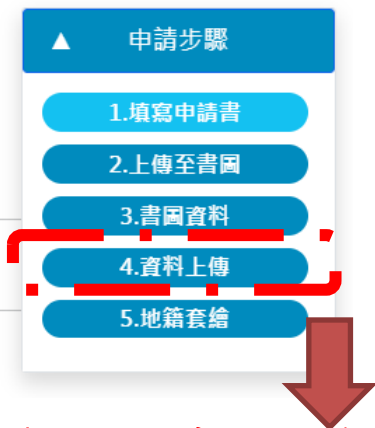 ▲ 申請步驟
1.填寫申請書
2.上傳至書圖
3.書圖資料
4.資料上傳
5.地籍套繪